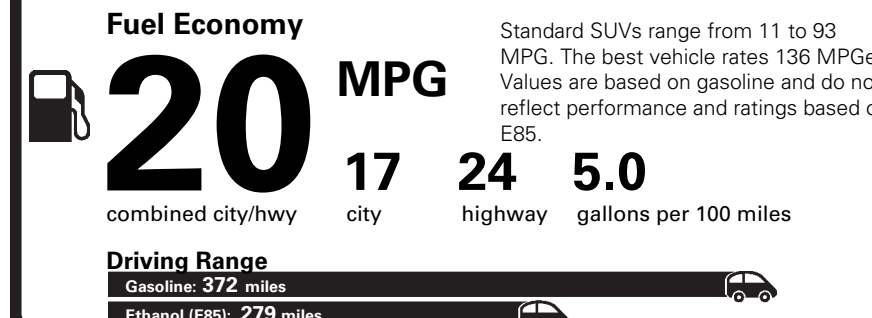 Fuel Economy
Standard SUVs range from 11 to 93
MPG. The best vehicle rates 136 MPGe
Values are based on gasoline and do no
reflect performance and ratings based o
E85.
20 MPG
17 24 5.0
combined city/hwy city highway gallons per 100 miles
Driving Range
Gasoline: 372 miles
Ethanol (E85): 279 miles